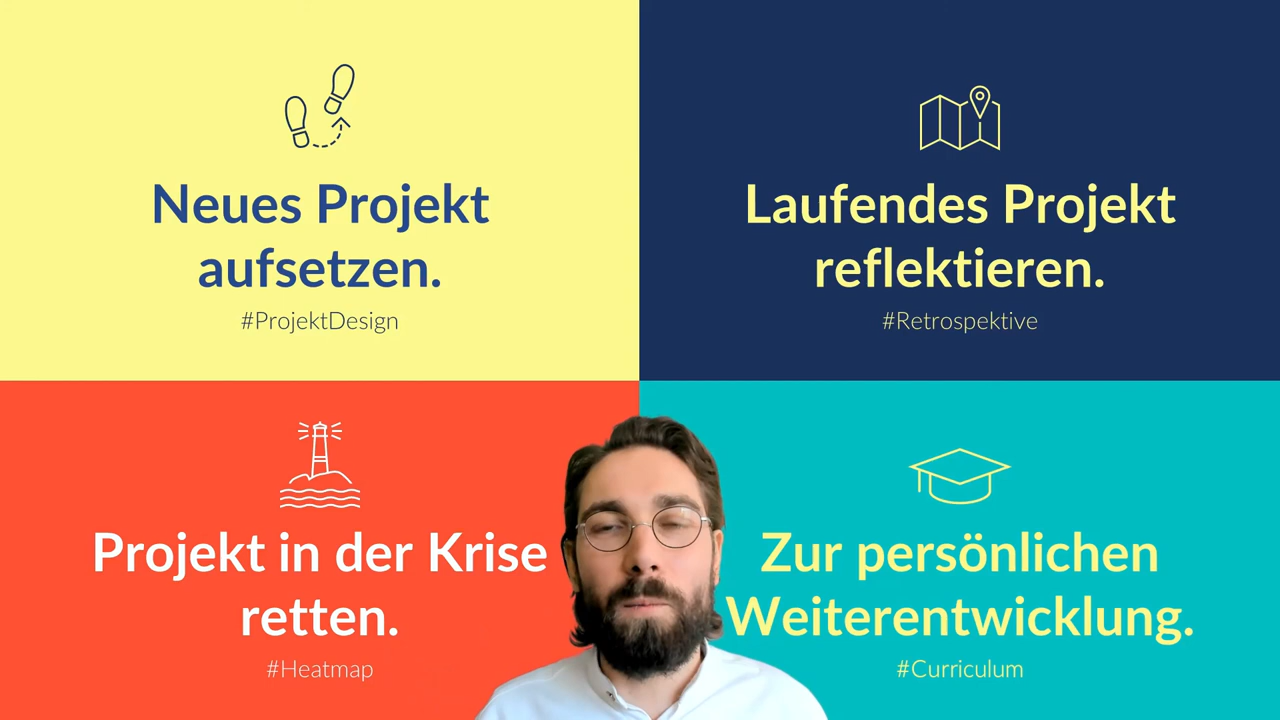 Neues Projekt
aufsetzen.
#ProjektDesign
Laufendes Projekt
reflektieren.
#Retrospektive
Projekt in der Krise
retten.
#Heatmap
Zur persönlichen
Weiterentwicklung.
#Curriculum